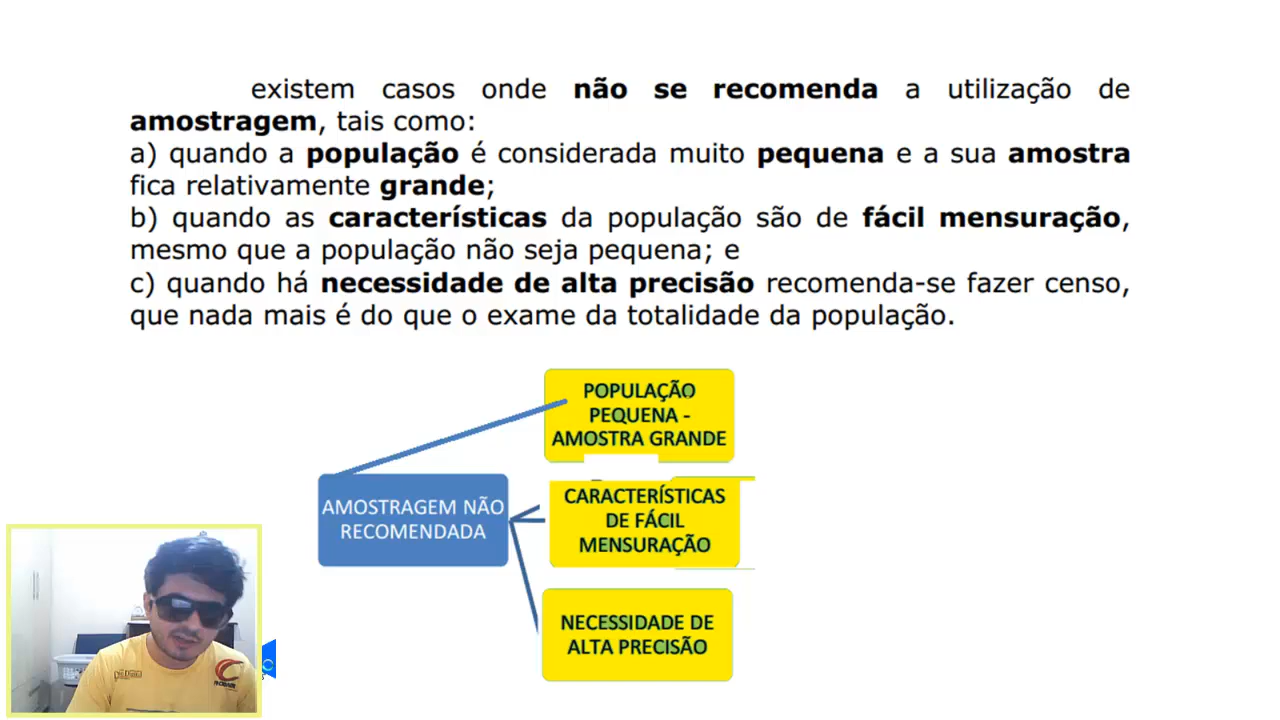 existem casos onde não se recomenda a utilização de
amostragem, tais como:
a) quando a população é considerada muito pequena e a sua amostra
fica relativamente grande;
b) quando as características da população são de fácil mensuração,
mesmo que a população não seja pequena; e
c) quando há necessidade de alta precisão recomenda-se fazer censo,
que nada mais é do que o exame da totalidade da população.
POPULAÇÃO
PEQUENA -
AMOSTRA GRANDE
AMOSTRAGEM NÃO
RECOMENDADA
CARACTERÍSTICAS
DE FÁCIL
MENSURAÇÃO
NECESSIDADE DE
ALTA PRECISÃO